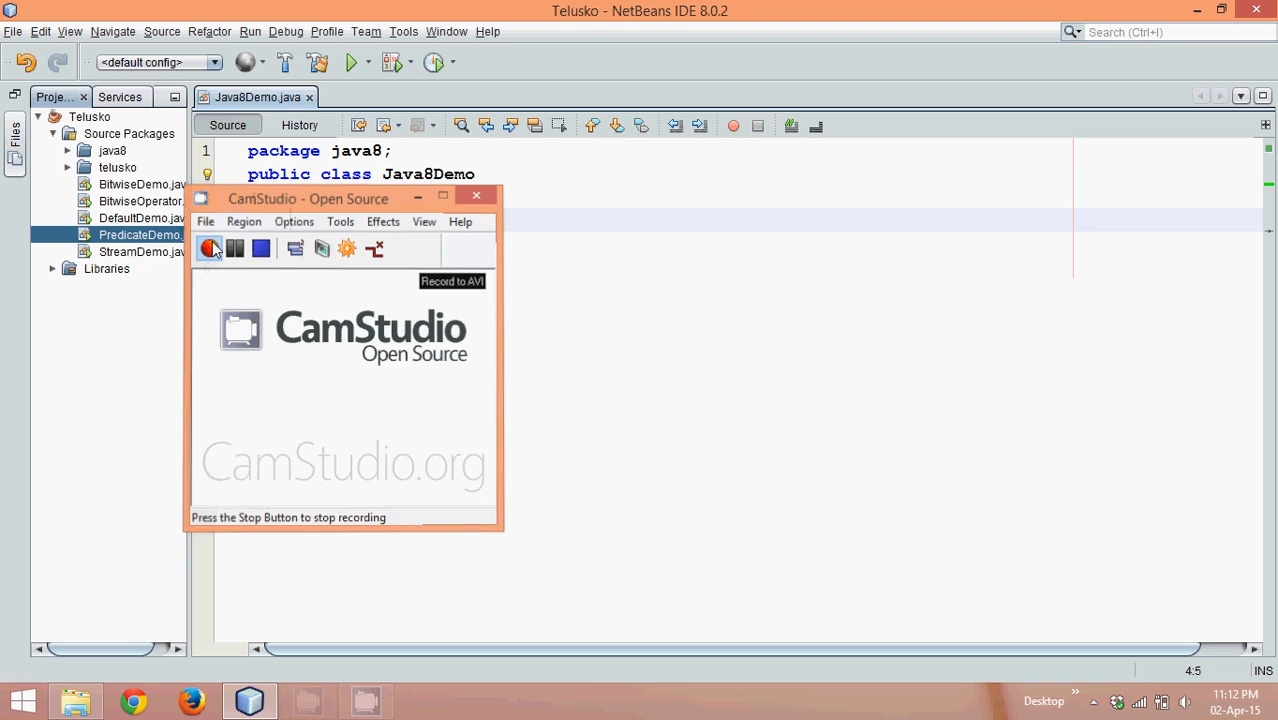 Telusko - NetBeans IDE 8.0.2
File Edit View Navigate Source Refactor Run Debug Profile Team Tools Window Help
Search (Ctrl+I)
<default config>
Proje... Services
Java8Demo.java
Files
Source History
Telusko
Source Packages
java8
telusko
BitwiseDemo.jav
BitwiseOperator.
DefaultDemo.jav
PredicateDemo.
StreamDemo.jav
Libraries
1 package java8;
public class Java8Demo
CamStudio - Open Source
File Region Options Tools Effects View Help
Record to AVI
CamStudio
Open Source
CamStudio.org
Press the Stop Button to stop recording
4:5 INS
Desktop
11:12 PM
02-Apr-15